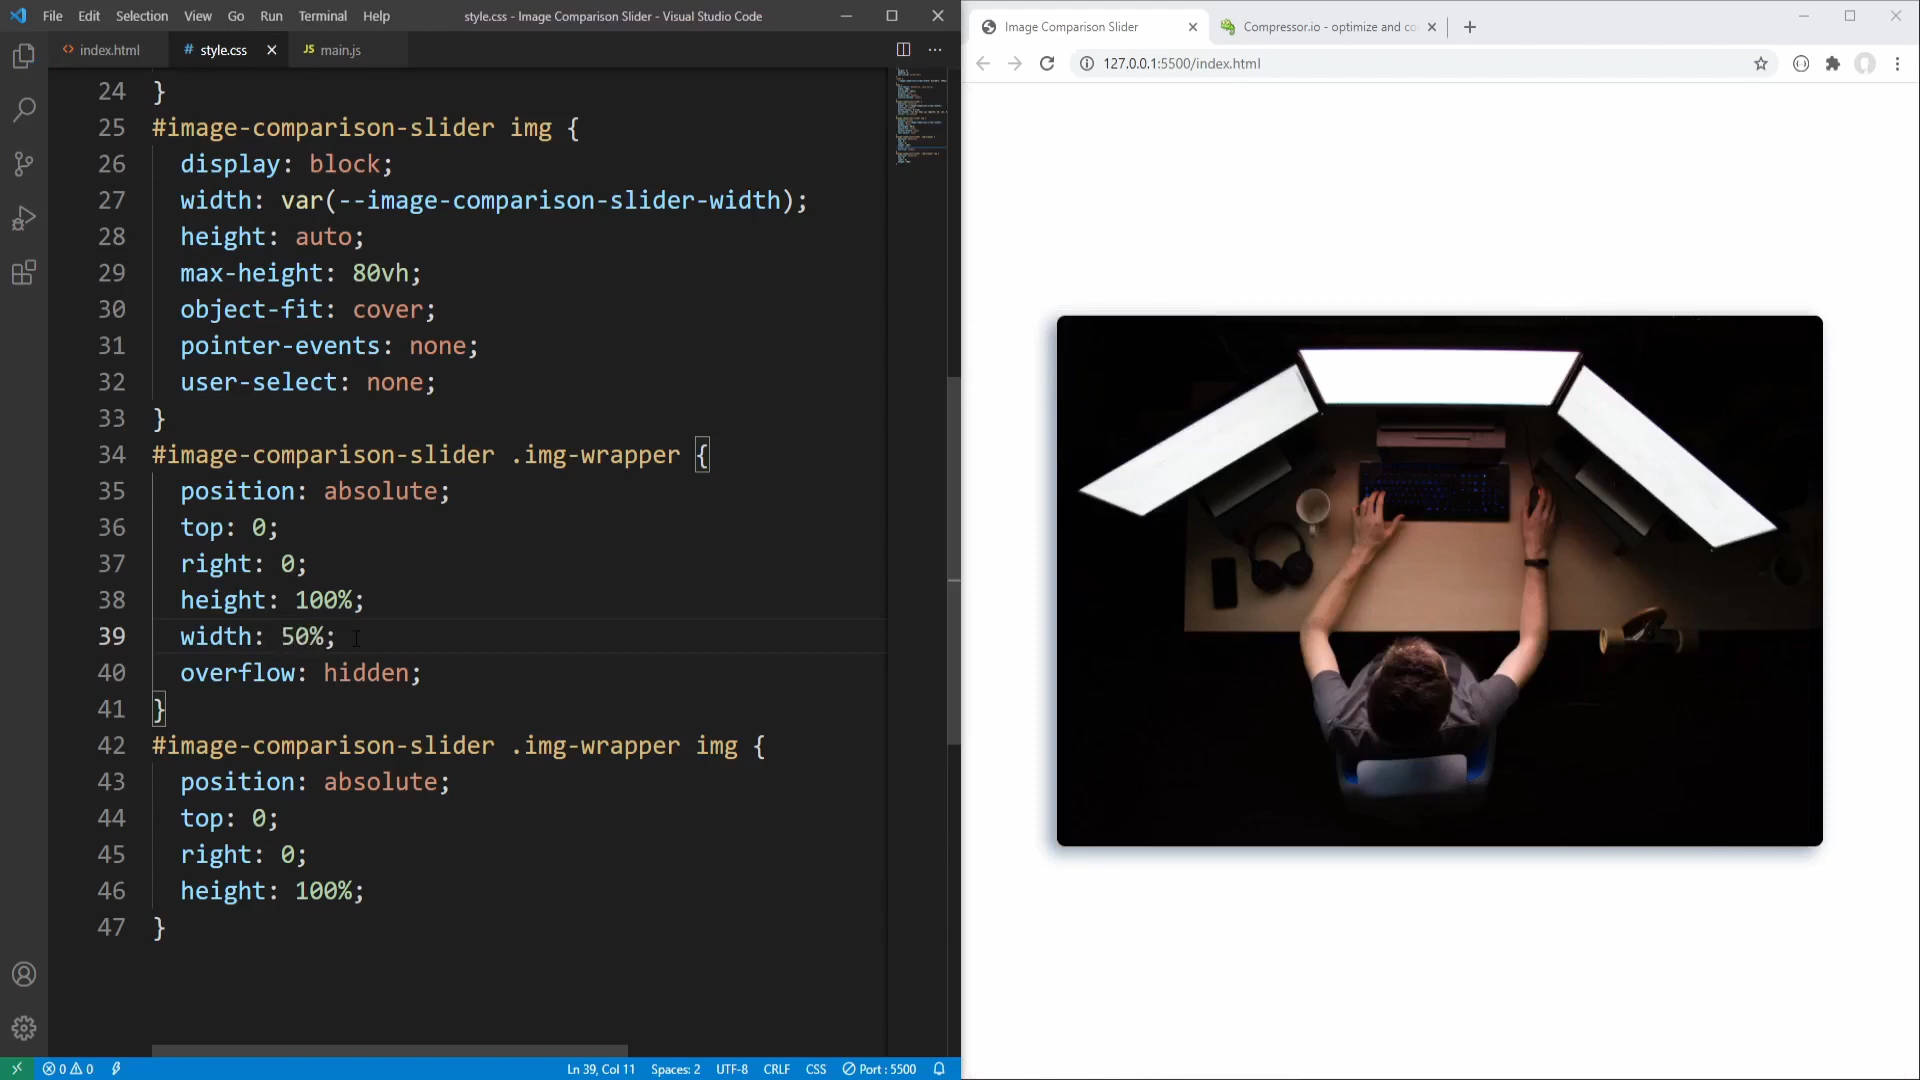 File Edit Selection View Go Run Terminal Help style.css - Image Comparison Slider - Visual Studio Code
index.html # style.css JS main.js
24 }
25 #image-comparison-slider img {
26 display: block;
27 width: var(--image-comparison-slider-width);
28 height: auto;
29 max-height: 80vh;
30 object-fit: cover;
31 pointer-events: none;
32 user-select: none;
33 }
34 #image-comparison-slider .img-wrapper {
35 position: absolute;
36 top: 0;
37 right: 0;
38 height: 100%;
39 width: 50%;
40 overflow: hidden;
41 }
42 #image-comparison-slider .img-wrapper img {
43 position: absolute;
44 top: 0;
45 right: 0;
46 height: 100%;
47 }
0 0 Ln 39, Col 11 Spaces: 2 UTF-8 CRLF CSS Port : 5500
Image Comparison Slider Compressor.io - optimize and co
127.0.0.1:5500/index.html